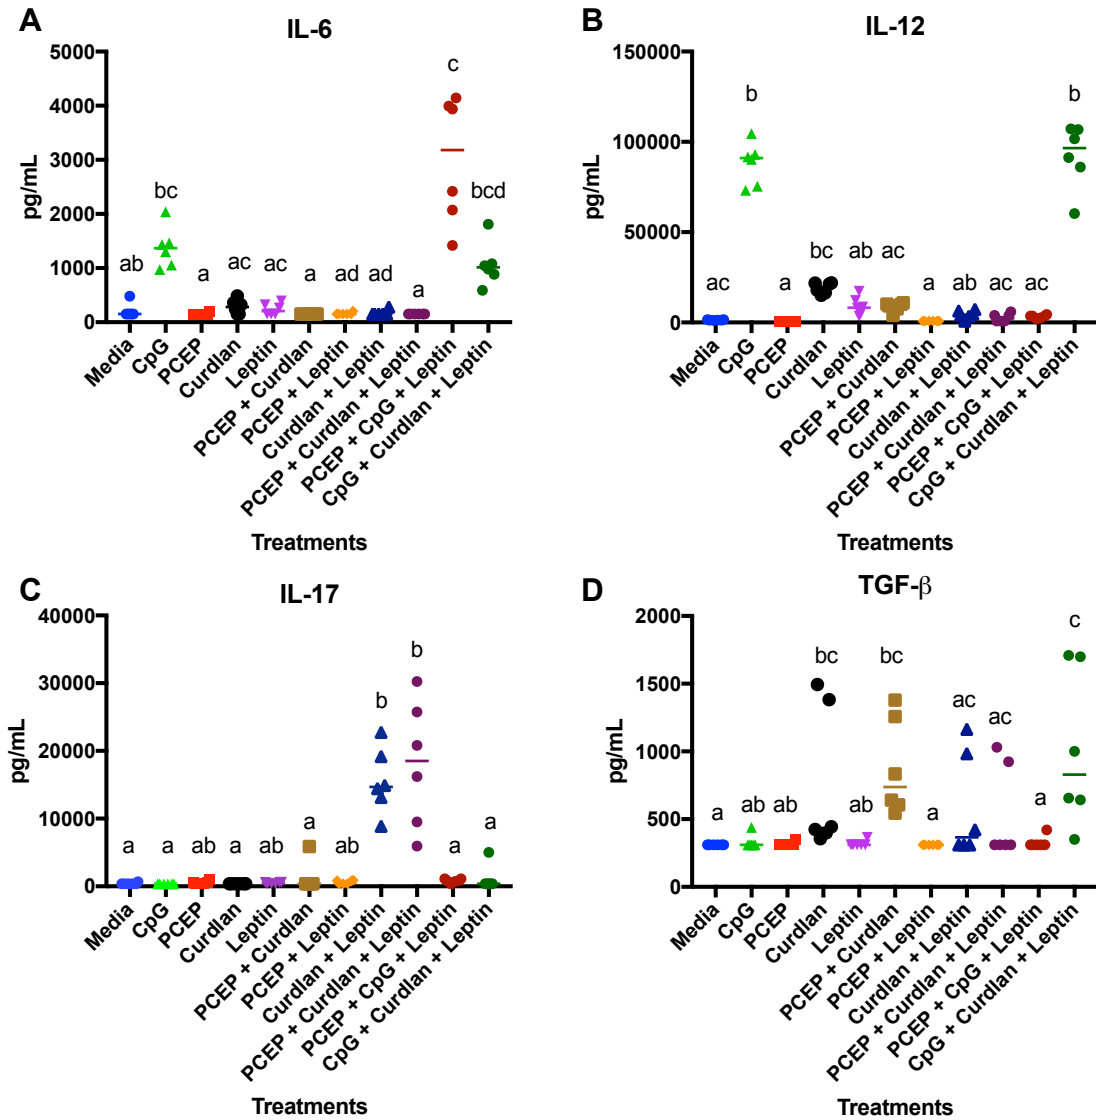 A
IL-6
5000
4000
3000
2000
1000
0
pg/mL
ab
bc
a
ac
ac
a
ad
ad
a
c
bcd
Media
CpG
PCEP
Curdlan
Leptin
PCEP + Curdlan
PCEP + Leptin
Curdlan + Leptin
PCEP + Curdlan + Leptin
PCEP + CpG + Leptin
CpG + Curdlan + Leptin
Treatments
B
IL-12
150000
100000
50000
0
pg/mL
ac
b
a
bc
ab
ac
a
ab
ac
ac
b
Media
CpG
PCEP
Curdlan
Leptin
PCEP + Curdlan
PCEP + Leptin
Curdlan + Leptin
PCEP + Curdlan + Leptin
PCEP + CpG + Leptin
CpG + Curdlan + Leptin
Treatments
C
IL-17
40000
30000
20000
10000
0
pg/mL
a
a
ab
a
ab
a
ab
b
b
a
a
Media
CpG
PCEP
Curdlan
Leptin
PCEP + Curdlan
PCEP + Leptin
Curdlan + Leptin
PCEP + Curdlan + Leptin
PCEP + CpG + Leptin
CpG + Curdlan + Leptin
Treatments
D
TGF-β
2000
1500
1000
500
0
pg/mL
a
ab
ab
bc
ab
bc
a
ac
ac
a
c
Media
CpG
PCEP
Curdlan
Leptin
PCEP + Curdlan
PCEP + Leptin
Curdlan + Leptin
PCEP + Curdlan + Leptin
PCEP + CpG + Leptin
CpG + Curdlan + Leptin
Treatments